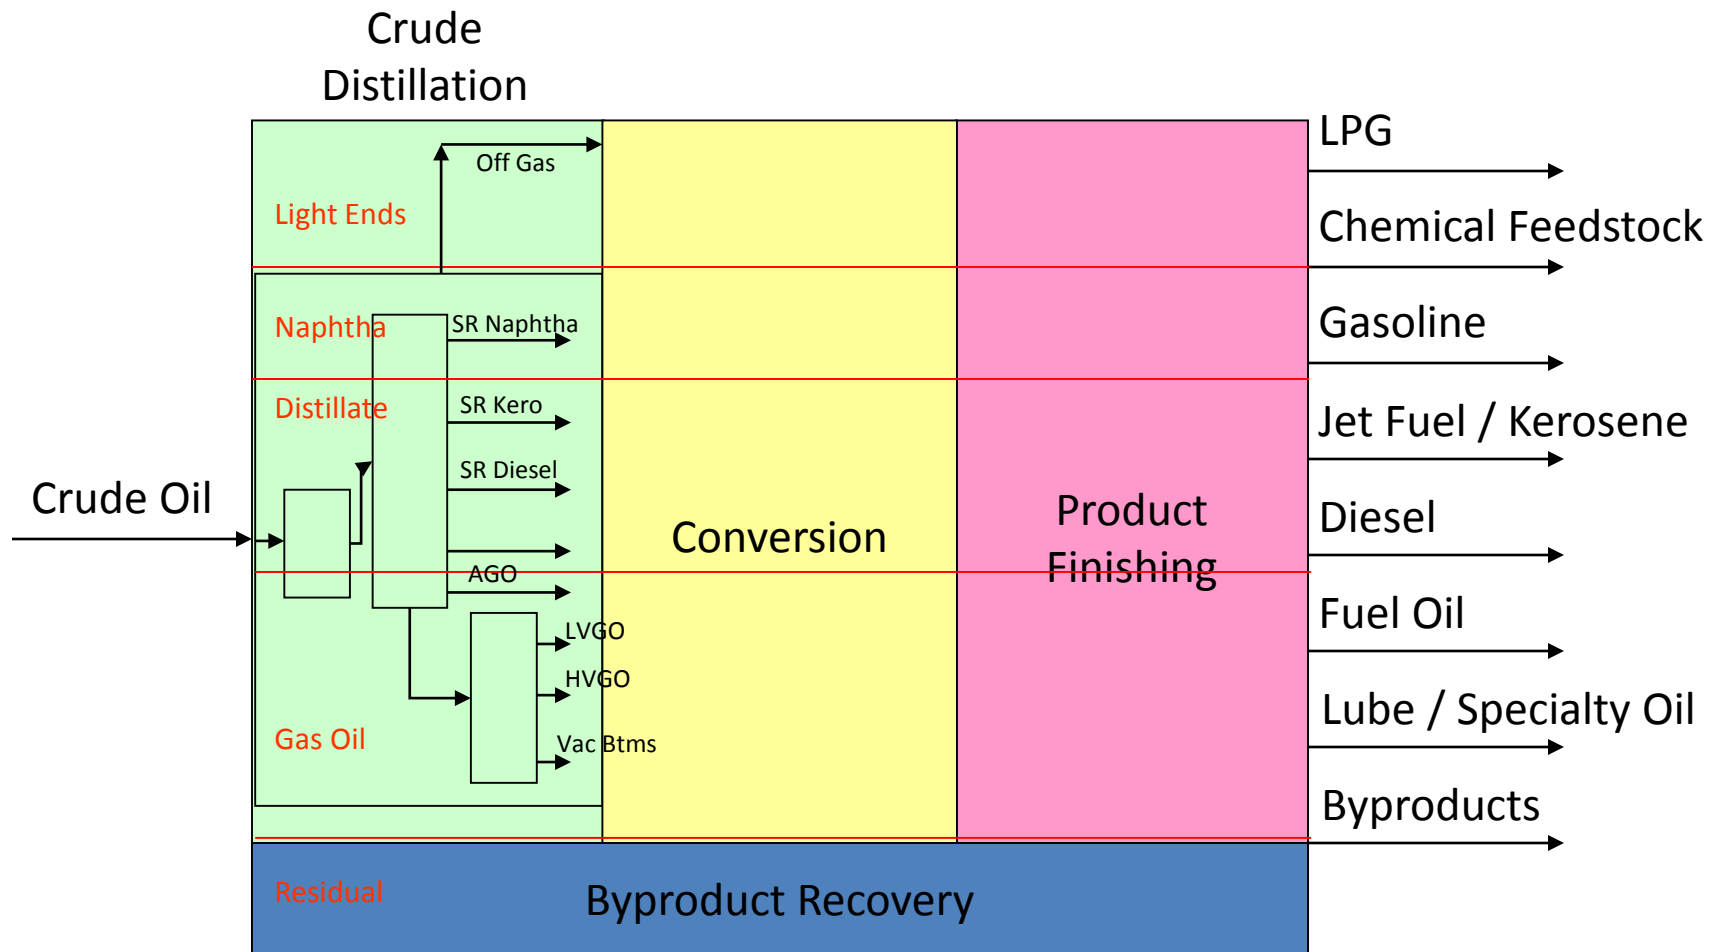 Crude
Distillation
LPG
Off Gas
Light Ends
Chemical Feedstock
Naphtha
SR Naphtha
Gasoline
Distillate
SR Kero
Jet Fuel / Kerosene
SR Diesel
Crude Oil
Conversion
Product
Finishing
Diesel
AGO
Fuel Oil
LVGO
HVGO
Lube / Specialty Oil
Gas Oil
Vac Btms
Byproducts
Residual
Byproduct Recovery